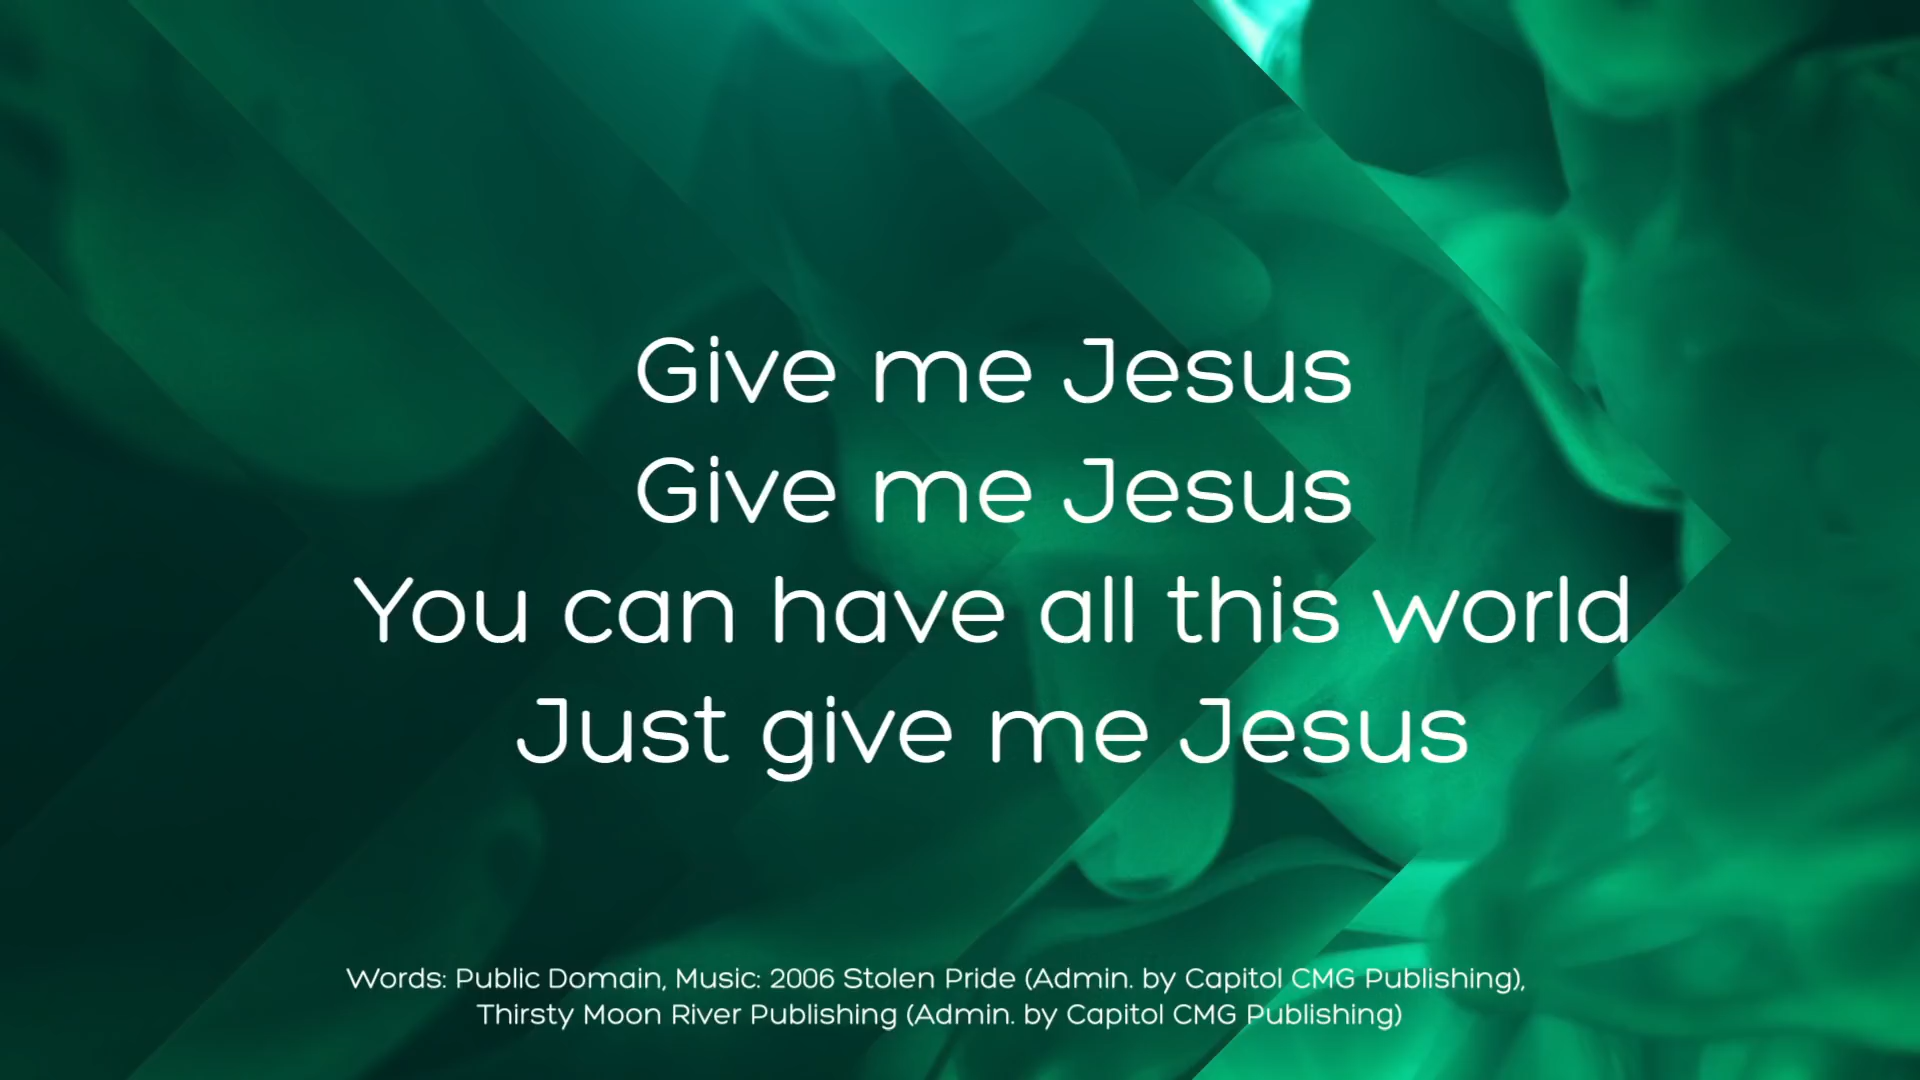 Give me Jesus
Give me Jesus
You can have all this world
Just give me Jesus
Words: Public Domain, Music: 2006 Stolen Pride (Admin. by Capitol CMG Publishing),
Thirsty Moon River Publishing (Admin. by Capitol CMG Publishing)